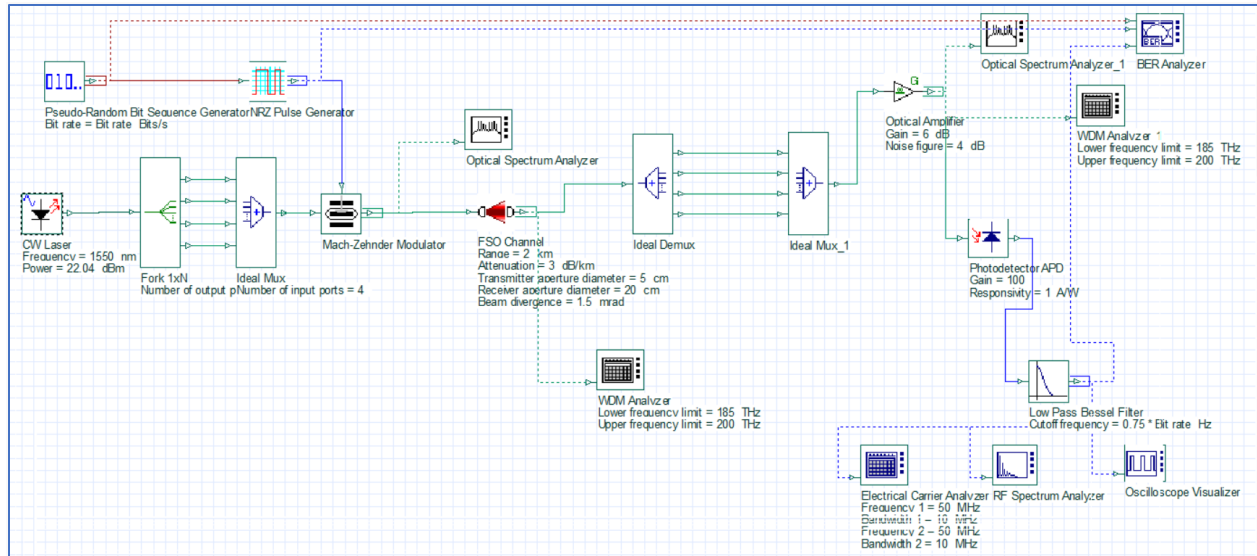 Optical Spectrum Analyzer_1
BER Analyzer
BER
010..
Pseudo-Random Bit Sequence Generator
Bit rate = Bit rate Bits/s
NRZ Pulse Generator
G
Optical Amplifier
Gain = 6 dB
Noise figure = 4 dB
WDM Analyzer_1
Lower frequency limit = 185 THz
Upper frequency limit = 200 THz
Optical Spectrum Analyzer
CW Laser
Frequency = 1550 nm
Power = 22.04 dBm
Fork 1xN
Number of output p
Ideal Mux
Number of input ports = 4
Mach-Zehnder Modulator
FSO Channel
Range = 2 km
Attenuation = 3 dB/km
Transmitter aperture diameter = 5 cm
Receiver aperture diameter = 20 cm
Beam divergence = 1.5 mrad
Ideal Demux
Ideal Mux_1
Photodetector APD
Gain = 100
Responsivity = 1 A/W
WDM Analyzer
Lower frequency limit = 185 THz
Upper frequency limit = 200 THz
Low Pass Bessel Filter
Cutoff frequency = 0.75 * Bit rate Hz
Electrical Carrier Analyzer
Frequency 1 = 50 MHz
Bandwidth 1 = 10 MHz
Frequency 2 = 50 MHz
Bandwidth 2 = 10 MHz
RF Spectrum Analyzer
Oscilloscope Visualizer